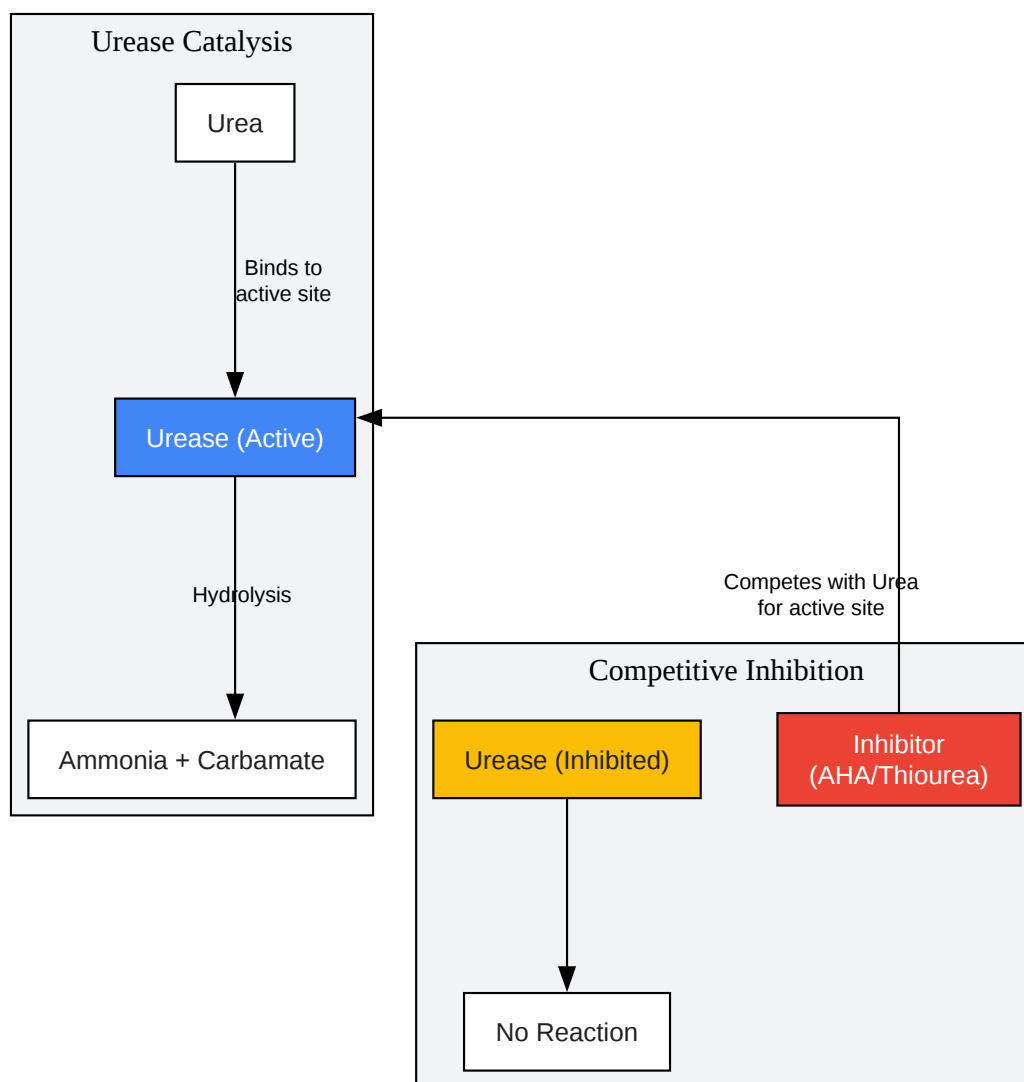 Urease Catalysis
Urea
Binds to
active site
Urease (Active)
Hydrolysis
Ammonia + Carbamate
Competes with Urea
for active site
Competitive Inhibition
Urease (Inhibited)
Inhibitor
(AHA/Thiourea)
No Reaction